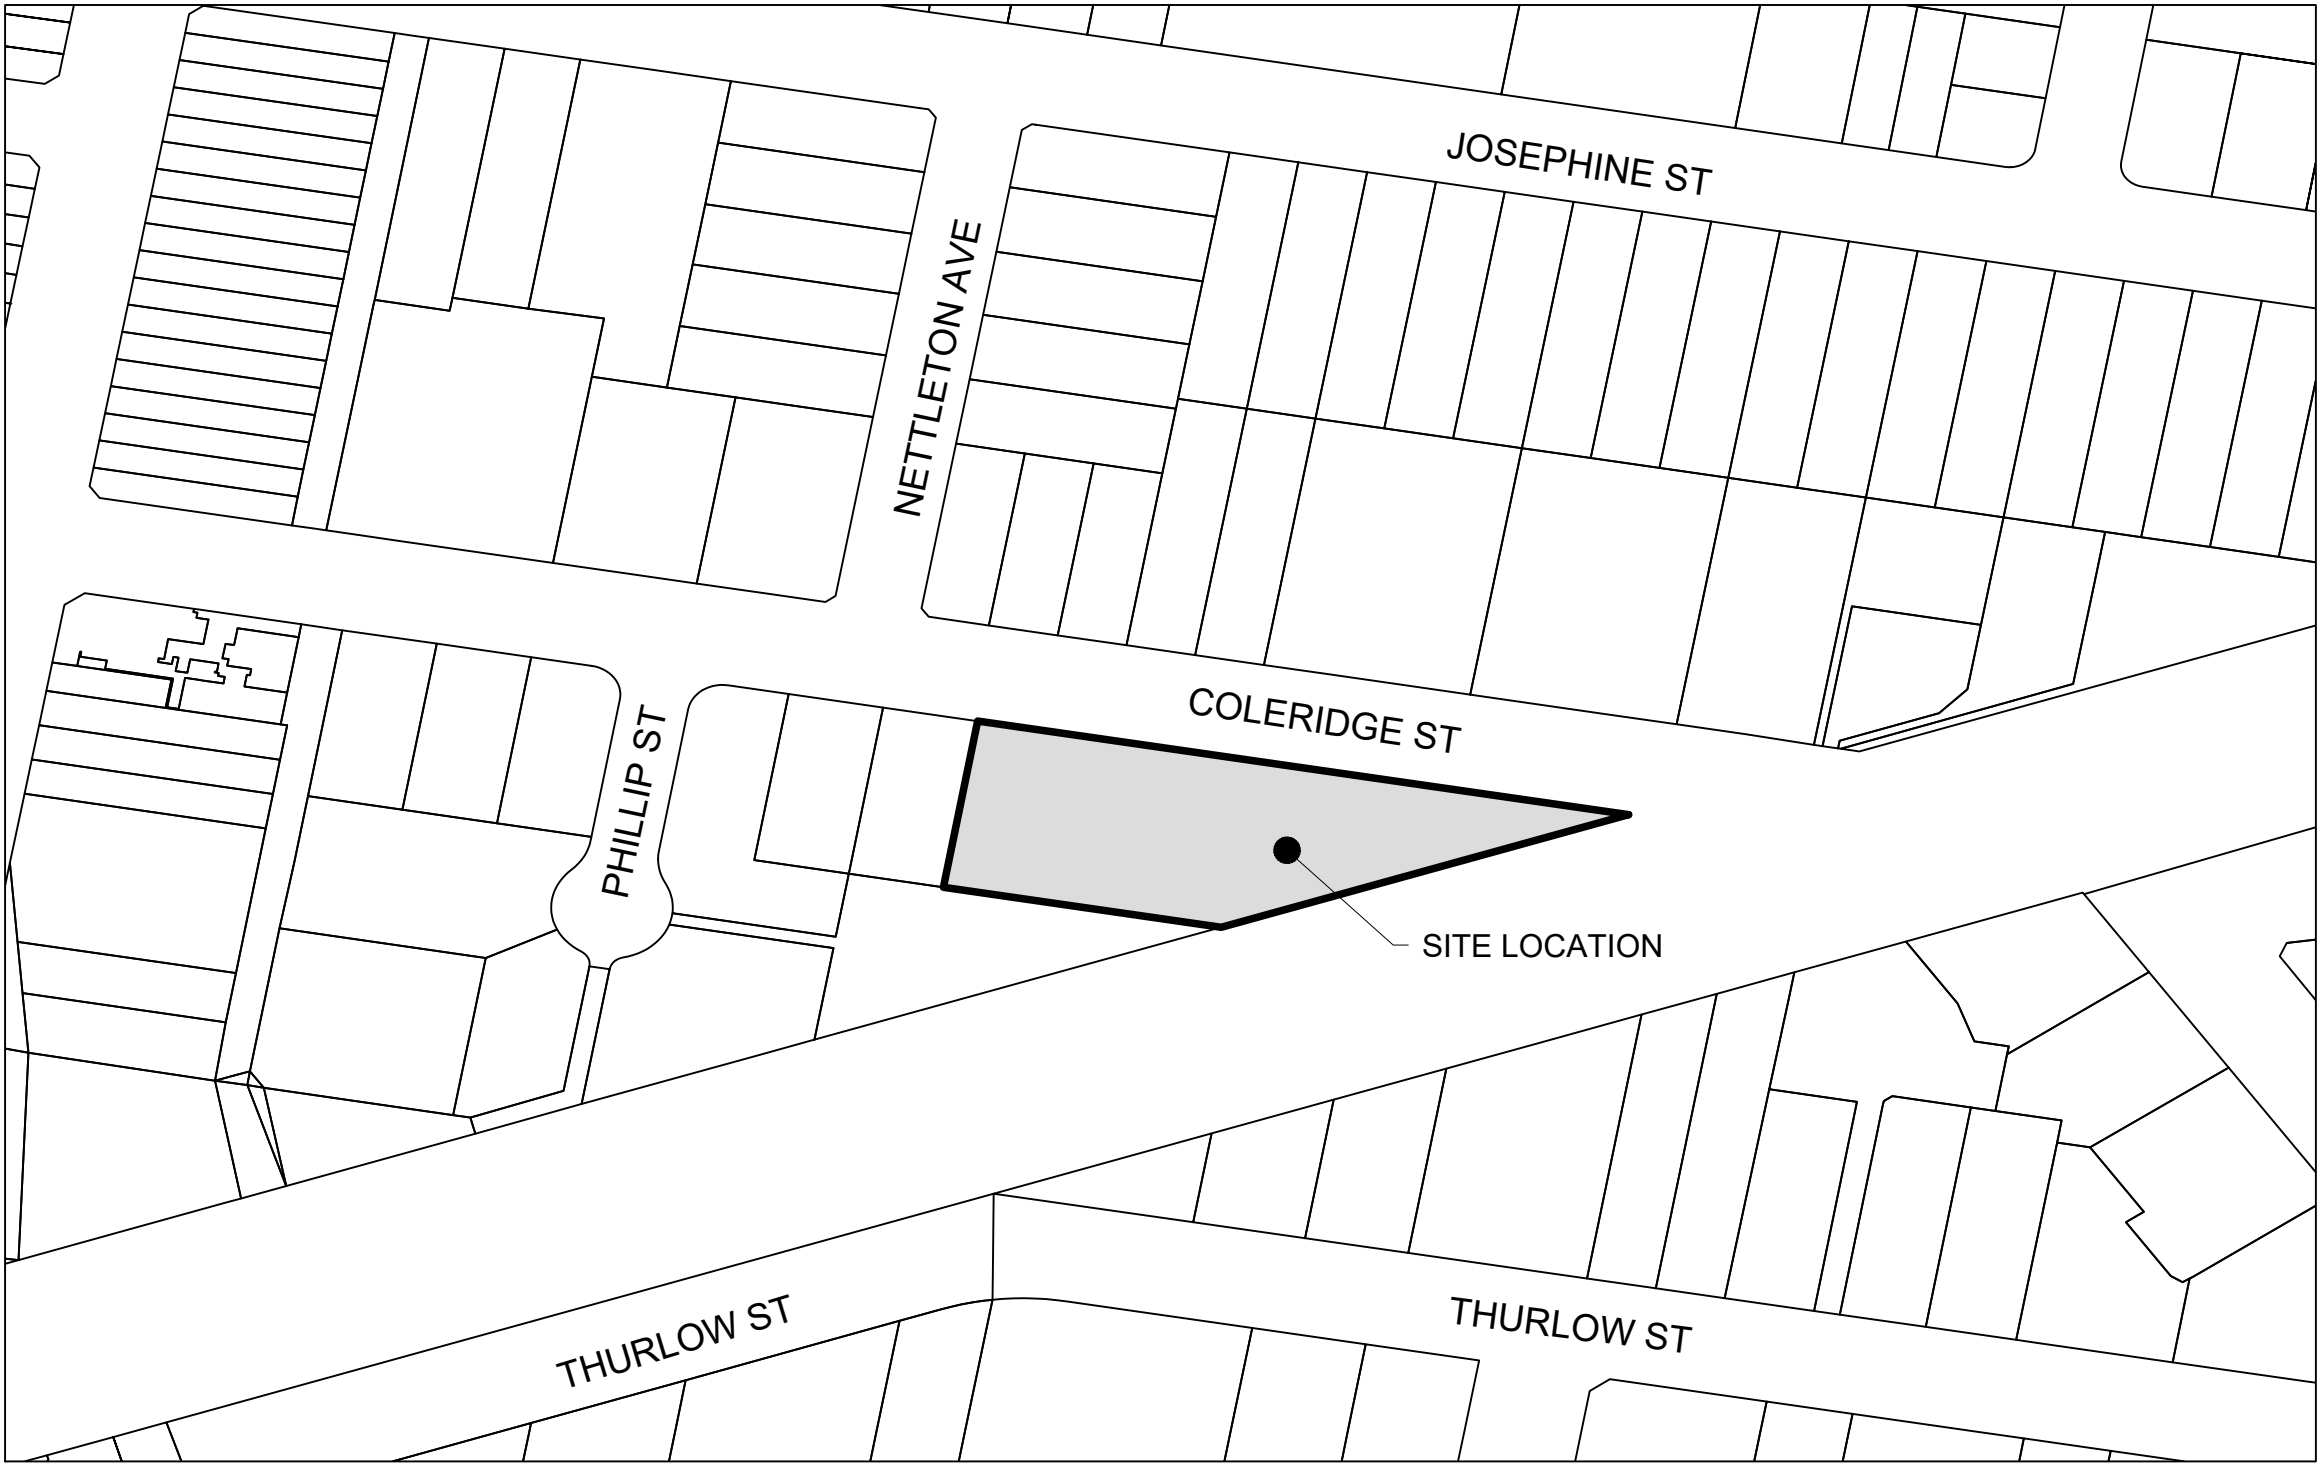 JOSEPHINE ST
NETTLETON AVE
COLERIDGE ST
PHILLIP ST
SITE LOCATION
THURLOW ST
THURLOW ST